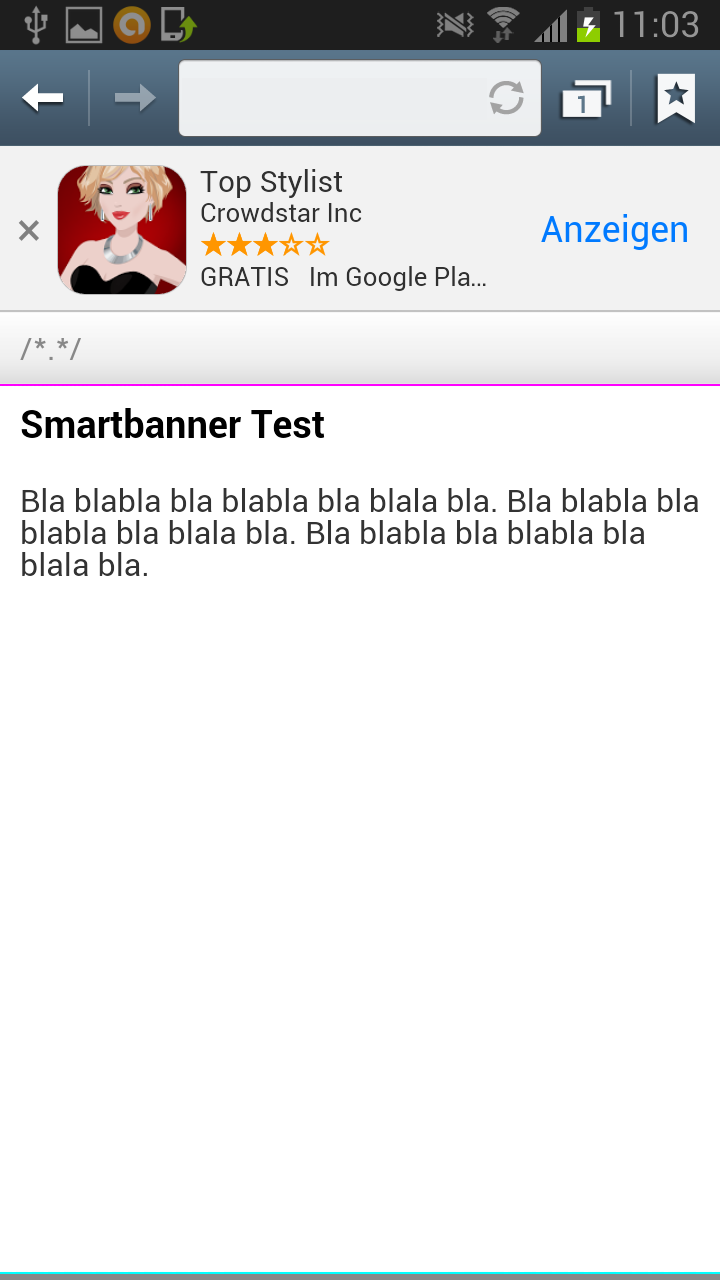 11:03
1
Top Stylist
Crowdstar Inc
★★★☆☆
GRATIS Im Google Pla...
Anzeigen
/*.*/
Smartbanner Test
Bla blabla bla blabla bla blala bla. Bla blabla bla
blabla bla blala bla. Bla blabla bla blabla bla
blala bla.